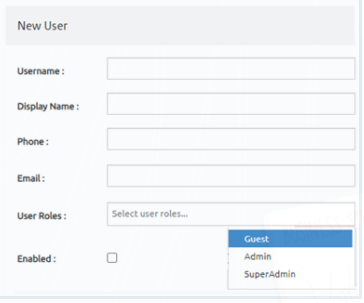 New User
Username :
Display Name :
Phone :
Email :
User Roles :
Select user roles...
Guest
Admin
SuperAdmin
Enabled :